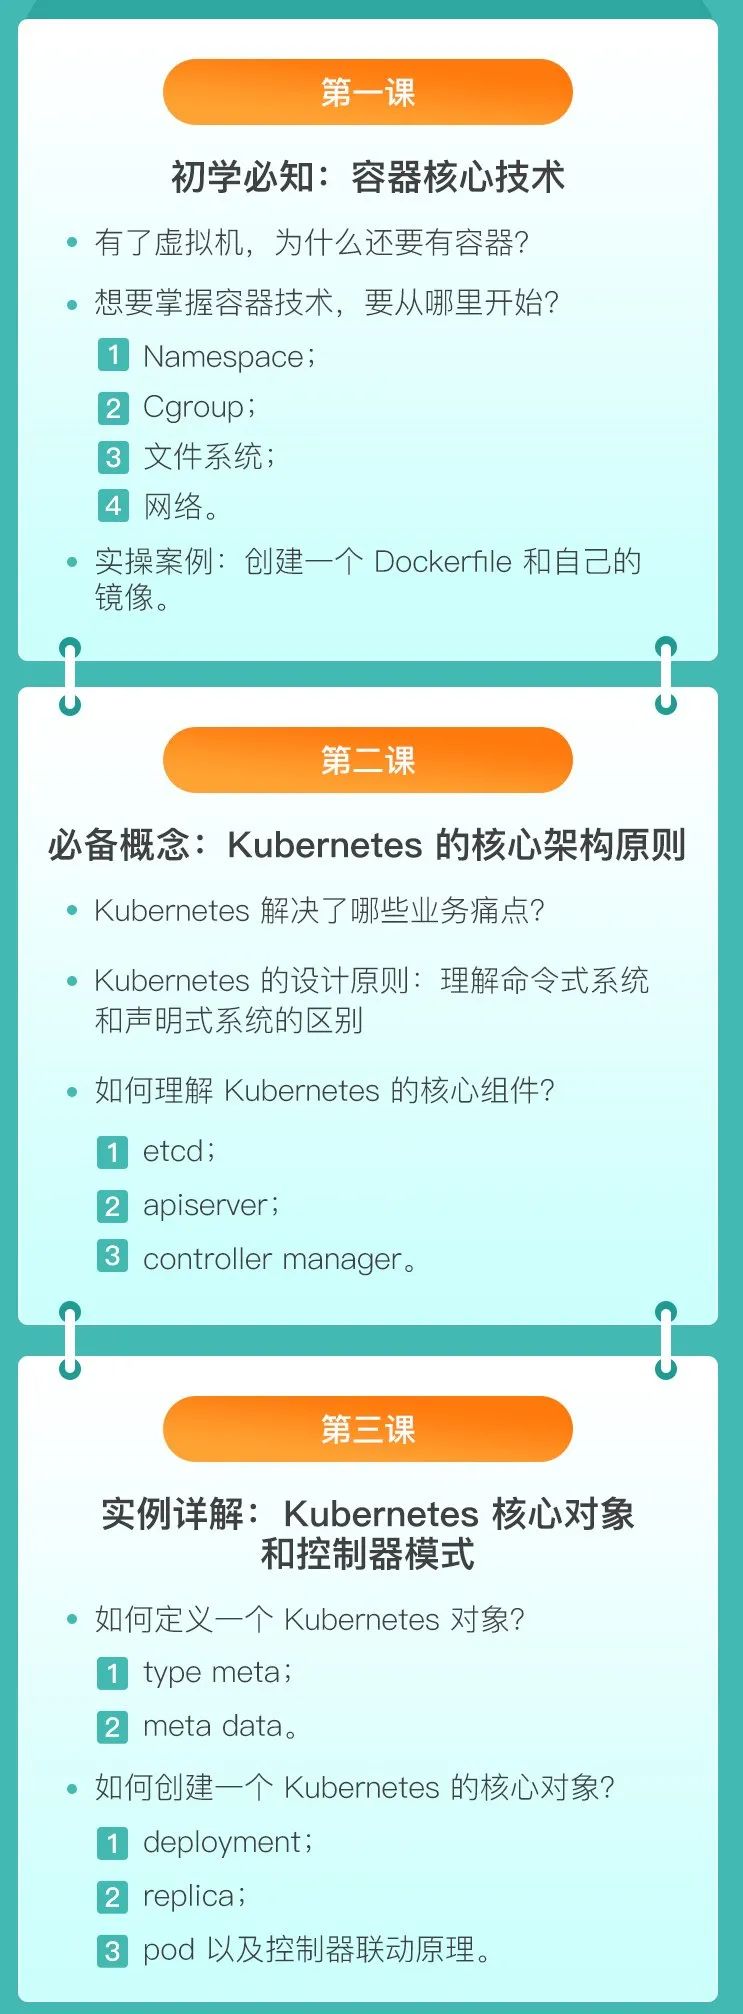 第一课
初学必知：容器核心技术
有了虚拟机，为什么还要有容器？
想要掌握容器技术，要从哪里开始？
1 Namespace；
2 Cgroup；
3 文件系统；
4 网络。
实操案例：创建一个 Dockerfile 和自己的
镜像。
第二课
必备概念：Kubernetes 的核心架构原则
Kubernetes 解决了哪些业务痛点？
Kubernetes 的设计原则：理解命令式系统
和声明式系统的区别
如何理解 Kubernetes 的核心组件？
1 etcd；
2 apiserver；
3 controller manager。
第三课
实例详解：Kubernetes 核心对象
和控制器模式
如何定义一个 Kubernetes 对象？
1 type meta；
2 meta data。
如何创建一个 Kubernetes 的核心对象？
1 deployment；
2 replica；
3 pod 以及控制器联动原理。